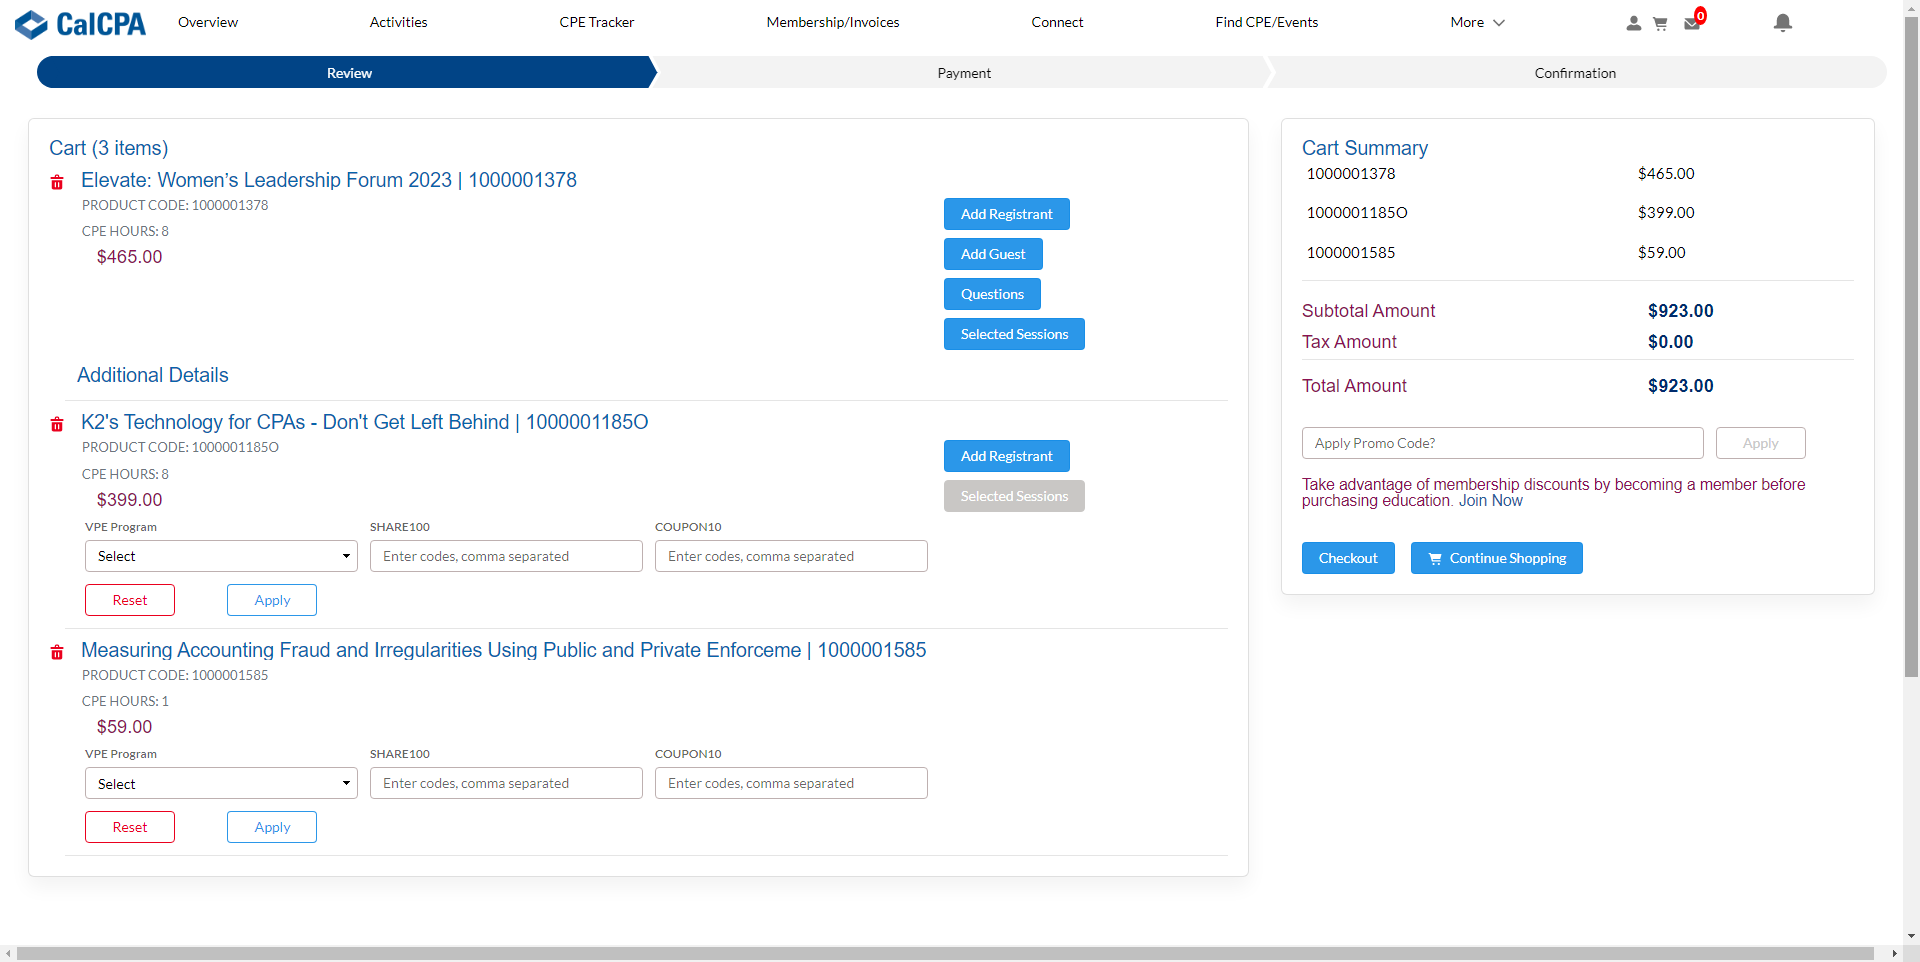 CalCPA
Overview
Activities
CPE Tracker
Membership/Invoices
Connect
Find CPE/Events
More
0
Review
Payment
Confirmation
Cart (3 items)
Elevate: Women’s Leadership Forum 2023 | 1000001378
PRODUCT CODE: 1000001378
CPE HOURS: 8
$465.00
Add Registrant
Add Guest
Questions
Selected Sessions
Additional Details
K2's Technology for CPAs - Don't Get Left Behind | 1000001185O
PRODUCT CODE: 1000001185O
CPE HOURS: 8
$399.00
Add Registrant
Selected Sessions
VPE Program
SHARE100
COUPON10
Select
Enter codes, comma separated
Enter codes, comma separated
Reset
Apply
Measuring Accounting Fraud and Irregularities Using Public and Private Enforceme | 1000001585
PRODUCT CODE: 1000001585
CPE HOURS: 1
$59.00
VPE Program
SHARE100
COUPON10
Select
Enter codes, comma separated
Enter codes, comma separated
Reset
Apply
Cart Summary
1000001378 $465.00
1000001185O $399.00
1000001585 $59.00
Subtotal Amount $923.00
Tax Amount $0.00
Total Amount $923.00
Apply Promo Code?
Apply
Take advantage of membership discounts by becoming a member before
purchasing education. Join Now
Checkout
Continue Shopping